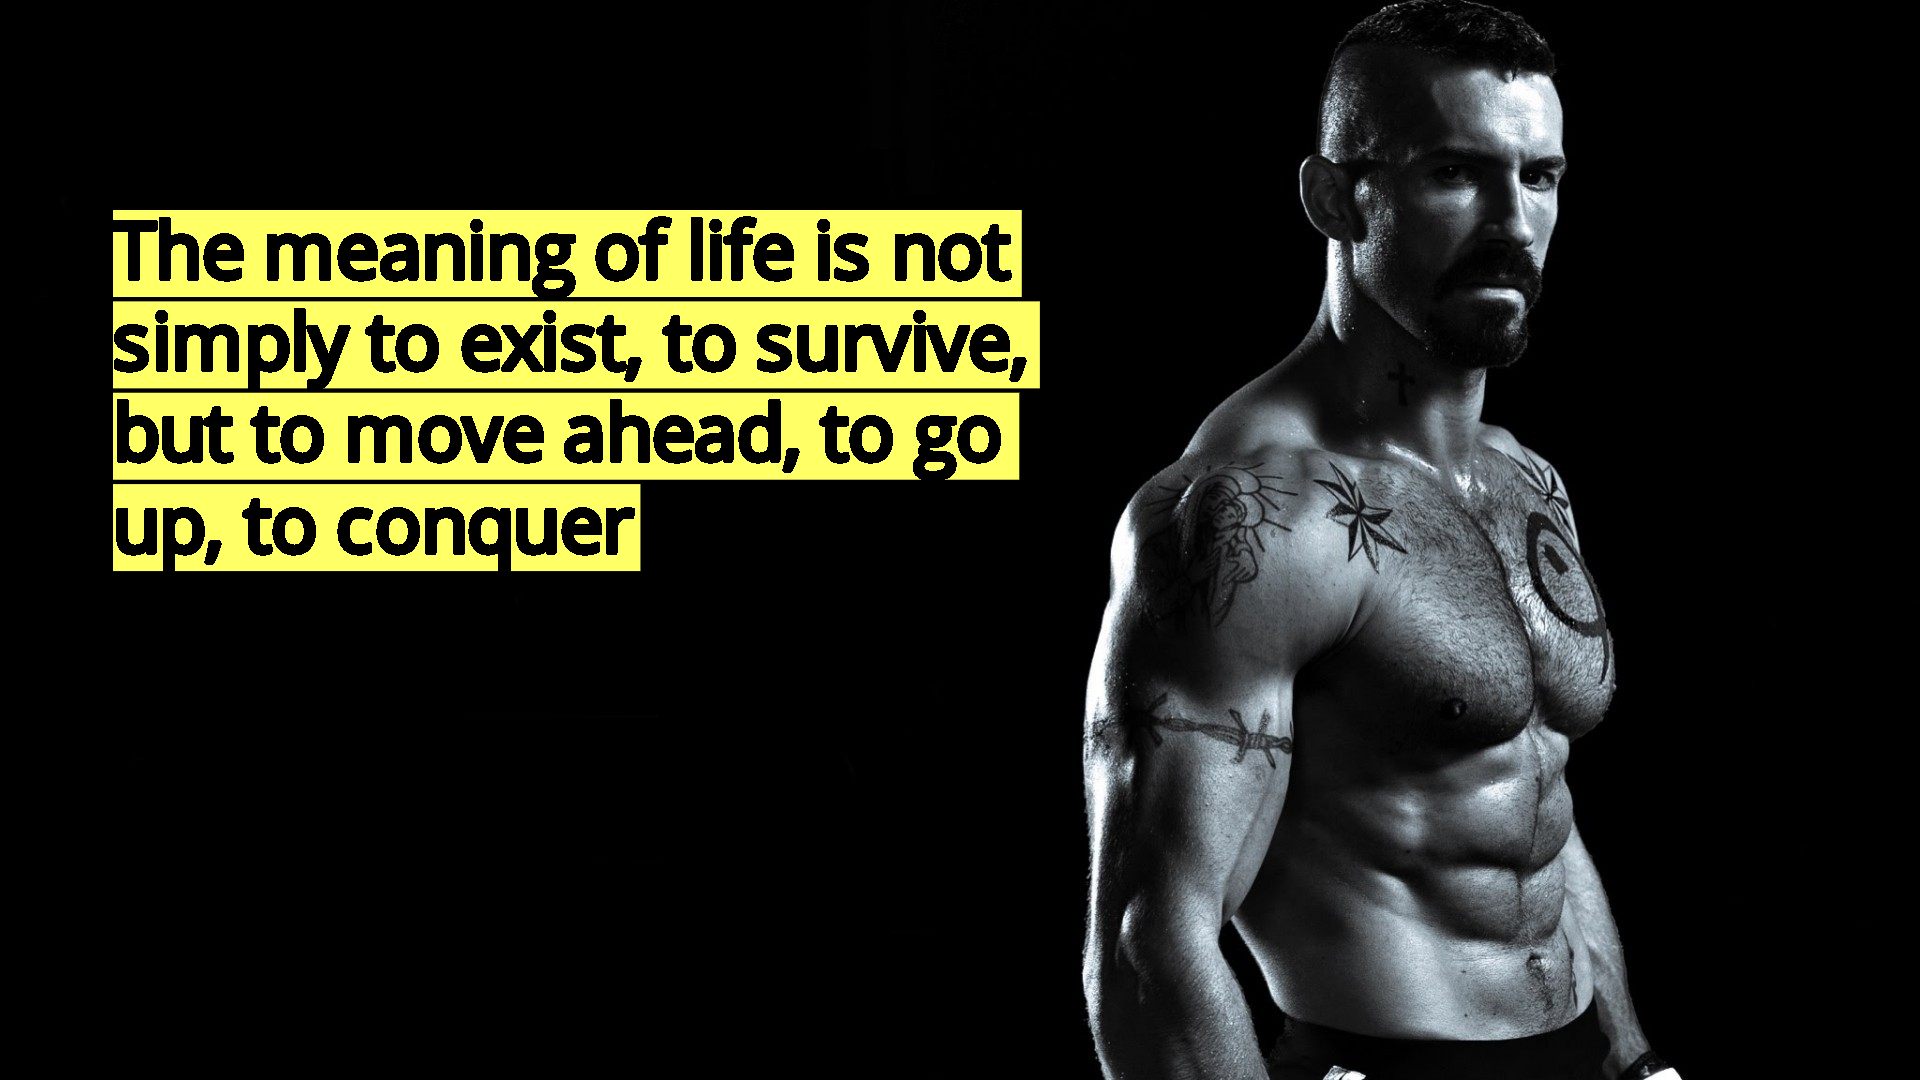 The meaning of life is not
simply to exist, to survive,
but to move ahead, to go
up, to conquer